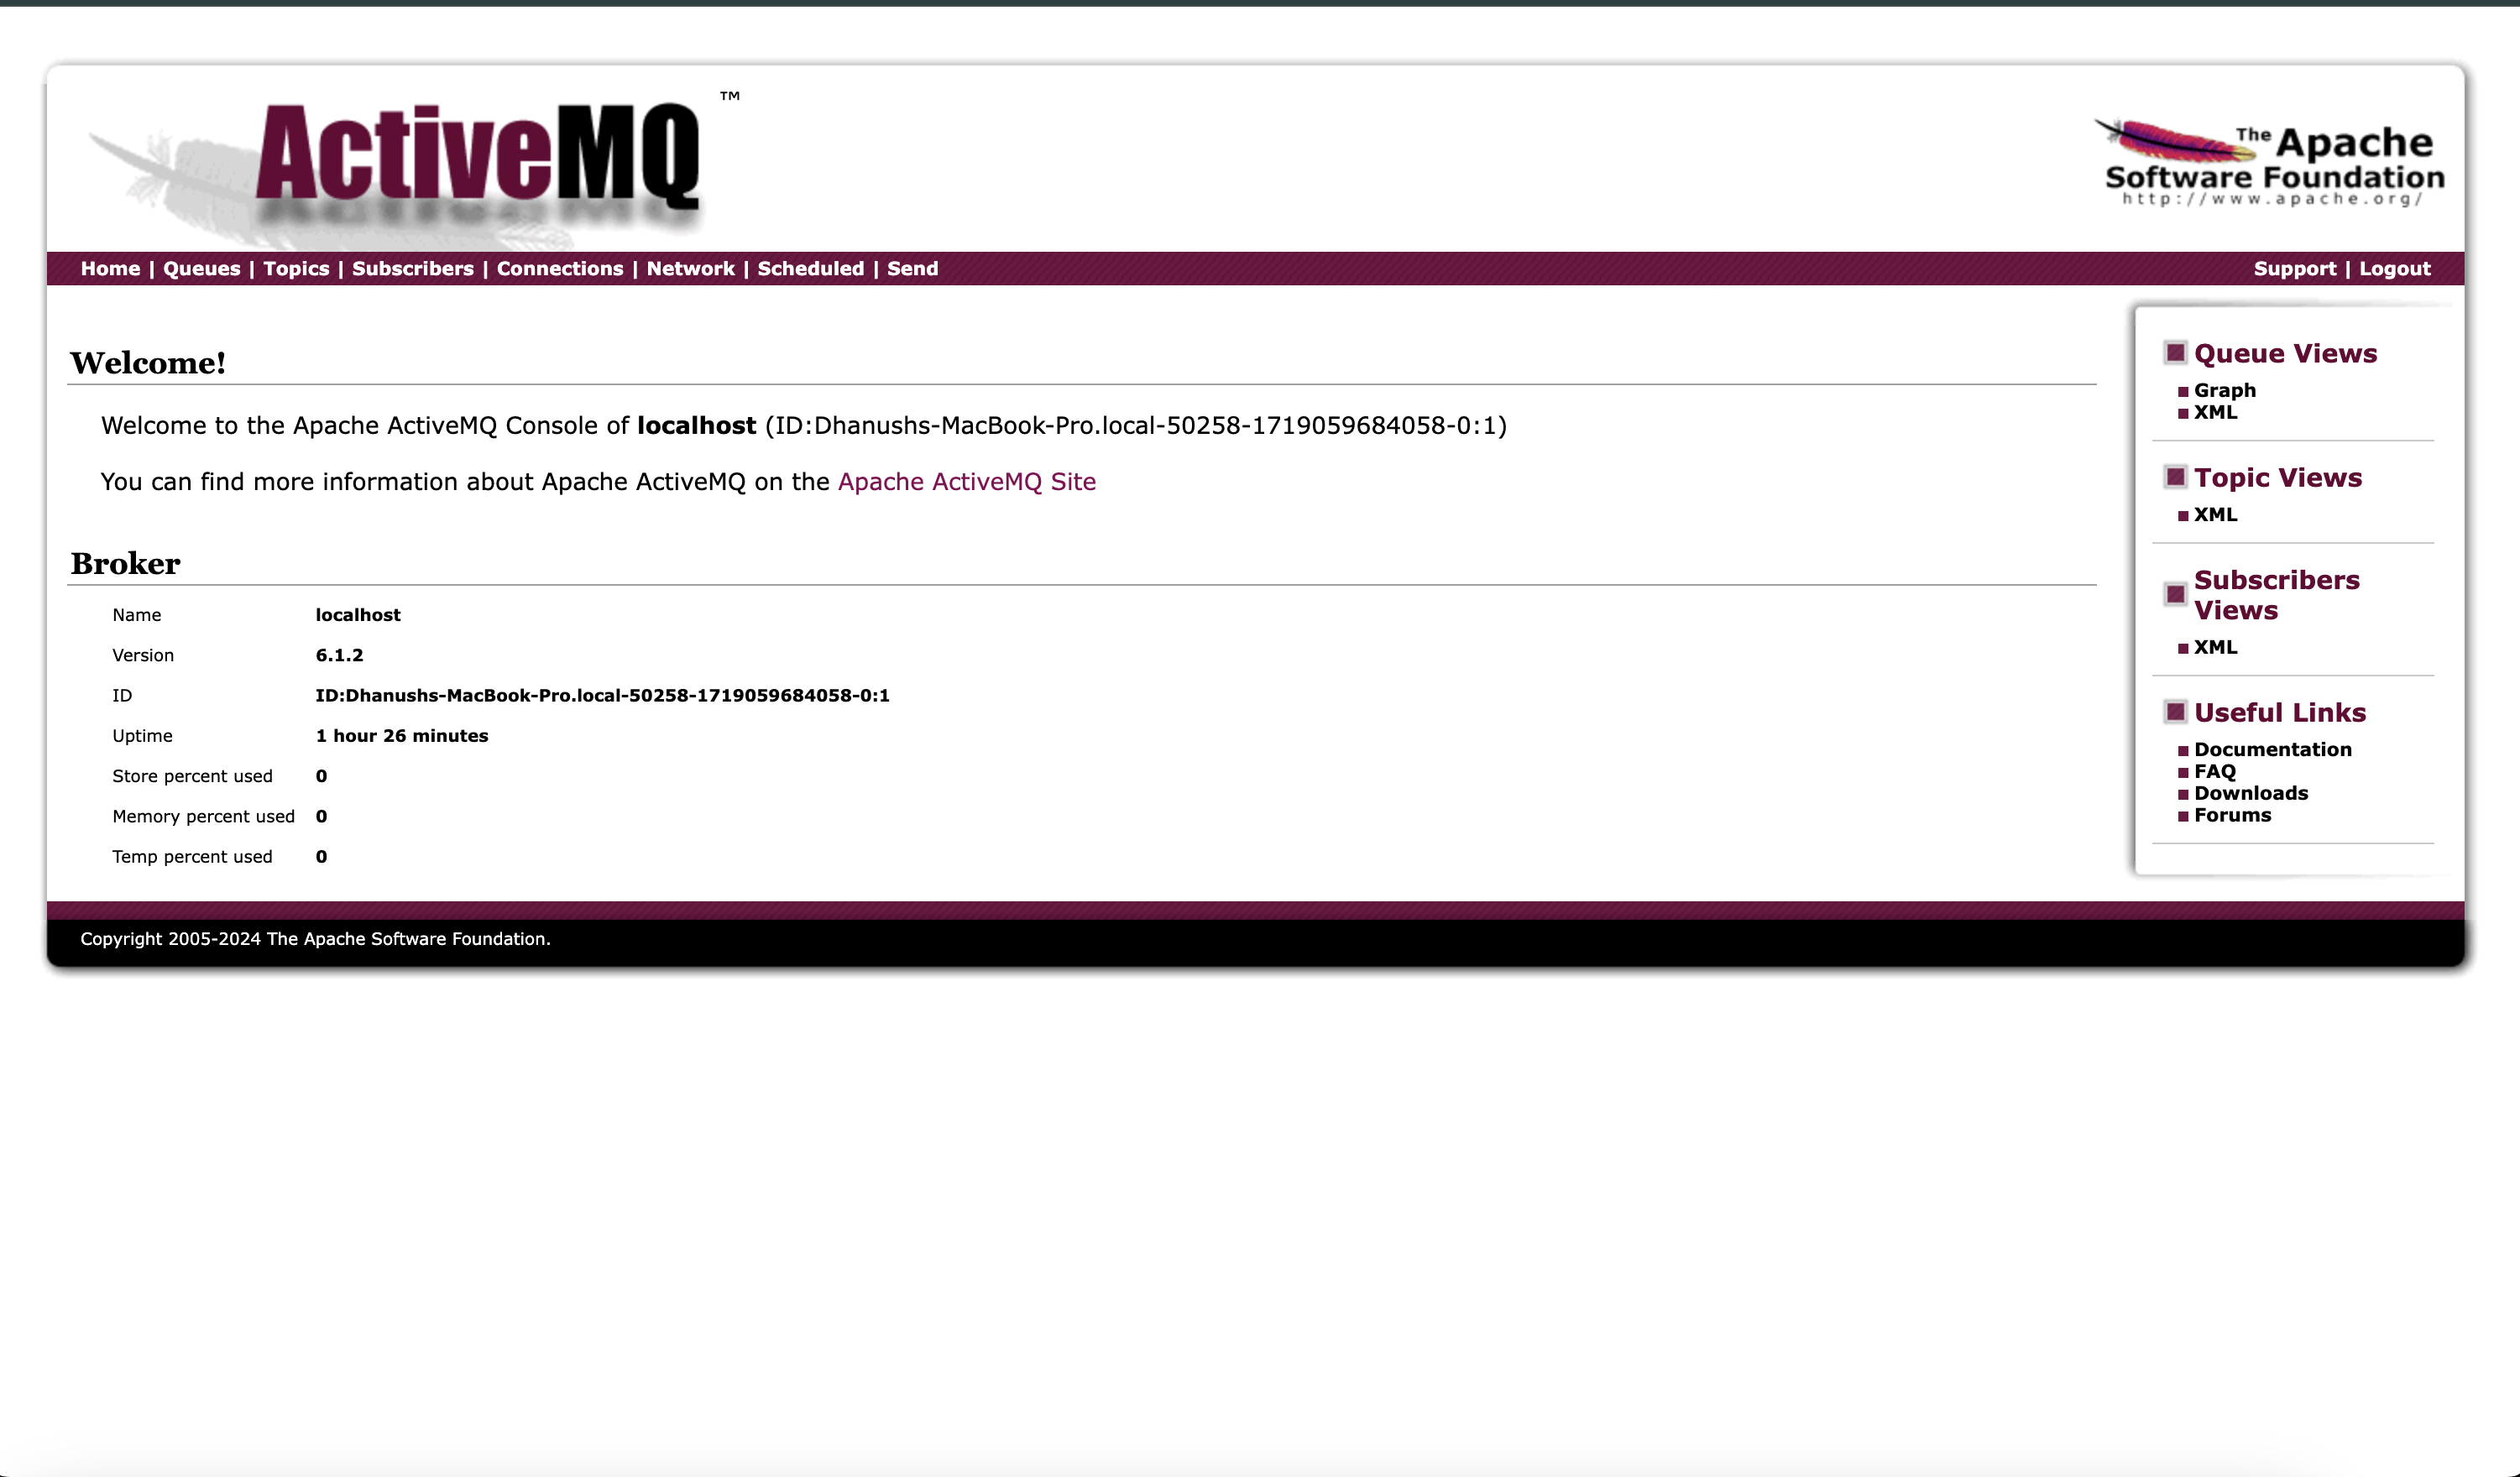 ActiveMQ ™
The Apache
Software Foundation
http://www.apache.org/
Home | Queues | Topics | Subscribers | Connections | Network | Scheduled | Send
Support | Logout
Welcome!
Welcome to the Apache ActiveMQ Console of localhost (ID:Dhanushs-MacBook-Pro.local-50258-1719059684058-0:1)
You can find more information about Apache ActiveMQ on the Apache ActiveMQ Site
Broker
Name localhost
Version 6.1.2
ID ID:Dhanushs-MacBook-Pro.local-50258-1719059684058-0:1
Uptime 1 hour 26 minutes
Store percent used 0
Memory percent used 0
Temp percent used 0
Queue Views
Graph
XML
Topic Views
XML
Subscribers
Views
XML
Useful Links
Documentation
FAQ
Downloads
Forums
Copyright 2005-2024 The Apache Software Foundation.